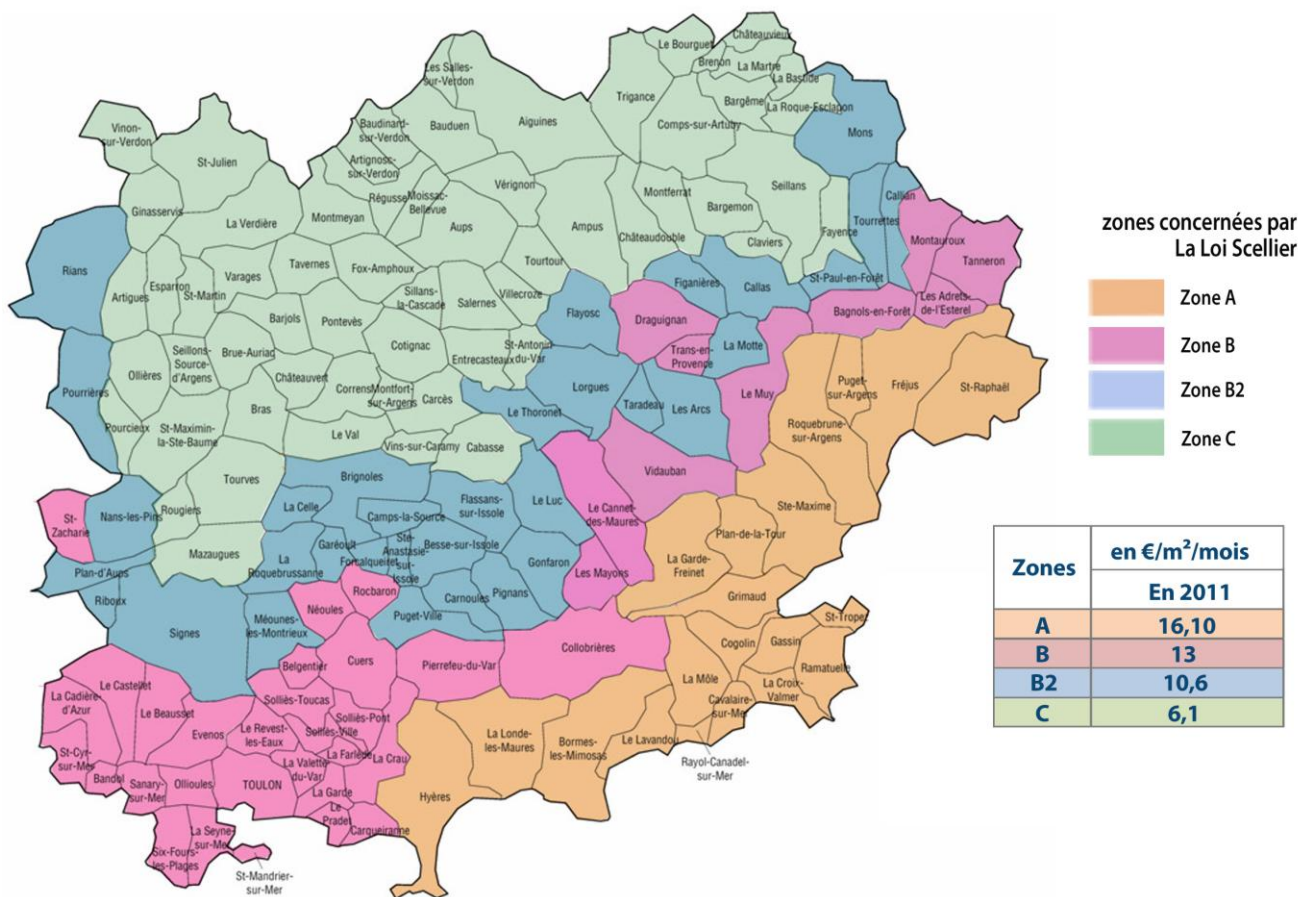 Châteauvieux
Le Bourguet
Brenon
La Martre
La Bastide
Les Salles-
sur-Verdon
Trigance
Bargême
La Roque-Esclapon
Vinon-
sur-Verdon
Baudinard-
sur-Verdon
Bauduen
Aiguines
Comps-sur-Artuby
Mons
St-Julien
Artignosc-
sur-Verdon
Vérignon
Montferrat
Seillans
Callian
Ginasservis
La Verdière
Montmeyan
Régusse
Moissac-
Bellevue
Aups
Ampus
Châteaudouble
Bargemon
Claviers
Fayence
Tourrettes
Montauroux
Tanneron
Rians
Artigues
Esparron
St-Martin
Varages
Tavernes
Fox-Amphoux
Tourtour
Figanières
Callas
St-Paul-en-Forêt
Sillans-
la-Cascade
Salernes
Villecroze
Flayosc
Draguignan
Bagnols-en-Forêt
Les Adrets-
de-l'Esterel
Barjols
Pontevès
Cotignac
Entrecasteaux
St-Antonin
du-Var
Trans-en-
Provence
La Motte
Pourrières
Ollières
Seillons-
Source-
d'Argens
Brue-Auriac
Châteauvert
Correns
Montfort-
sur-Argens
Carcès
Lorgues
Taradeau
Les Arcs
Le Muy
Puget-
sur-Argens
Fréjus
St-Raphaël
Pourcieux
St-Maximin-
la-Ste-Baume
Bras
Le Val
Vins-sur-Caramy
Cabasse
Le Thoronet
Roquebrune-
sur-Argens
Vidauban
St-
Zacharie
Nans-les-Pins
Rougiers
Tourves
Brignoles
La Celle
Camps-la-Source
Flassans-
sur-Issole
Le Luc
Le Cannet-
des-Maures
Ste-Maxime
Plan-de-la-Tour
Mazaugues
La
Roquebrussanne
Garéoult
Forcalqueiret
Ste-
Anastasie-
sur-
Issole
Besse-sur-Issole
Gonfaron
Les Mayons
La Garde-
Freinet
Plan-d'Aups
Riboux
Signes
Méounes-
les-Montrieux
Néoules
Rocbaron
Puget-Ville
Carnoules
Pignans
Grimaud
St-Tropez
Belgentier
Cuers
Pierrefeu-du-Var
Collobrières
Cogolin
Gassin
Ramatuelle
La Cadière-
d'Azur
Le Castellet
Le Beausset
Evenos
Solliès-Toucas
Solliès-Pont
Solliès-Ville
La Môle
Cavalaire-
sur-Mer
La Croix-
Valmer
St-Cyr-
sur-Mer
Bandol
Sanary-
sur-Mer
Ollioules
Le Revest-
les-Eaux
TOULON
La Valette-
du-Var
La Farlède
La Crau
La Garde
Le
Pradet
Carqueiranne
Hyères
La Londe-
les-Maures
Bormes-
les-Mimosas
Le Lavandou
Rayol-Canadel-
sur-Mer
Six-Fours-
les-Plages
La Seyne-
sur-Mer
St-Mandrier-
sur-Mer
zones concernées par
La Loi Scellier
Zone A
Zone B
Zone B2
Zone C
Zones
en €/m²/mois
En 2011
A 16,10
B 13
B2 10,6
C 6,1